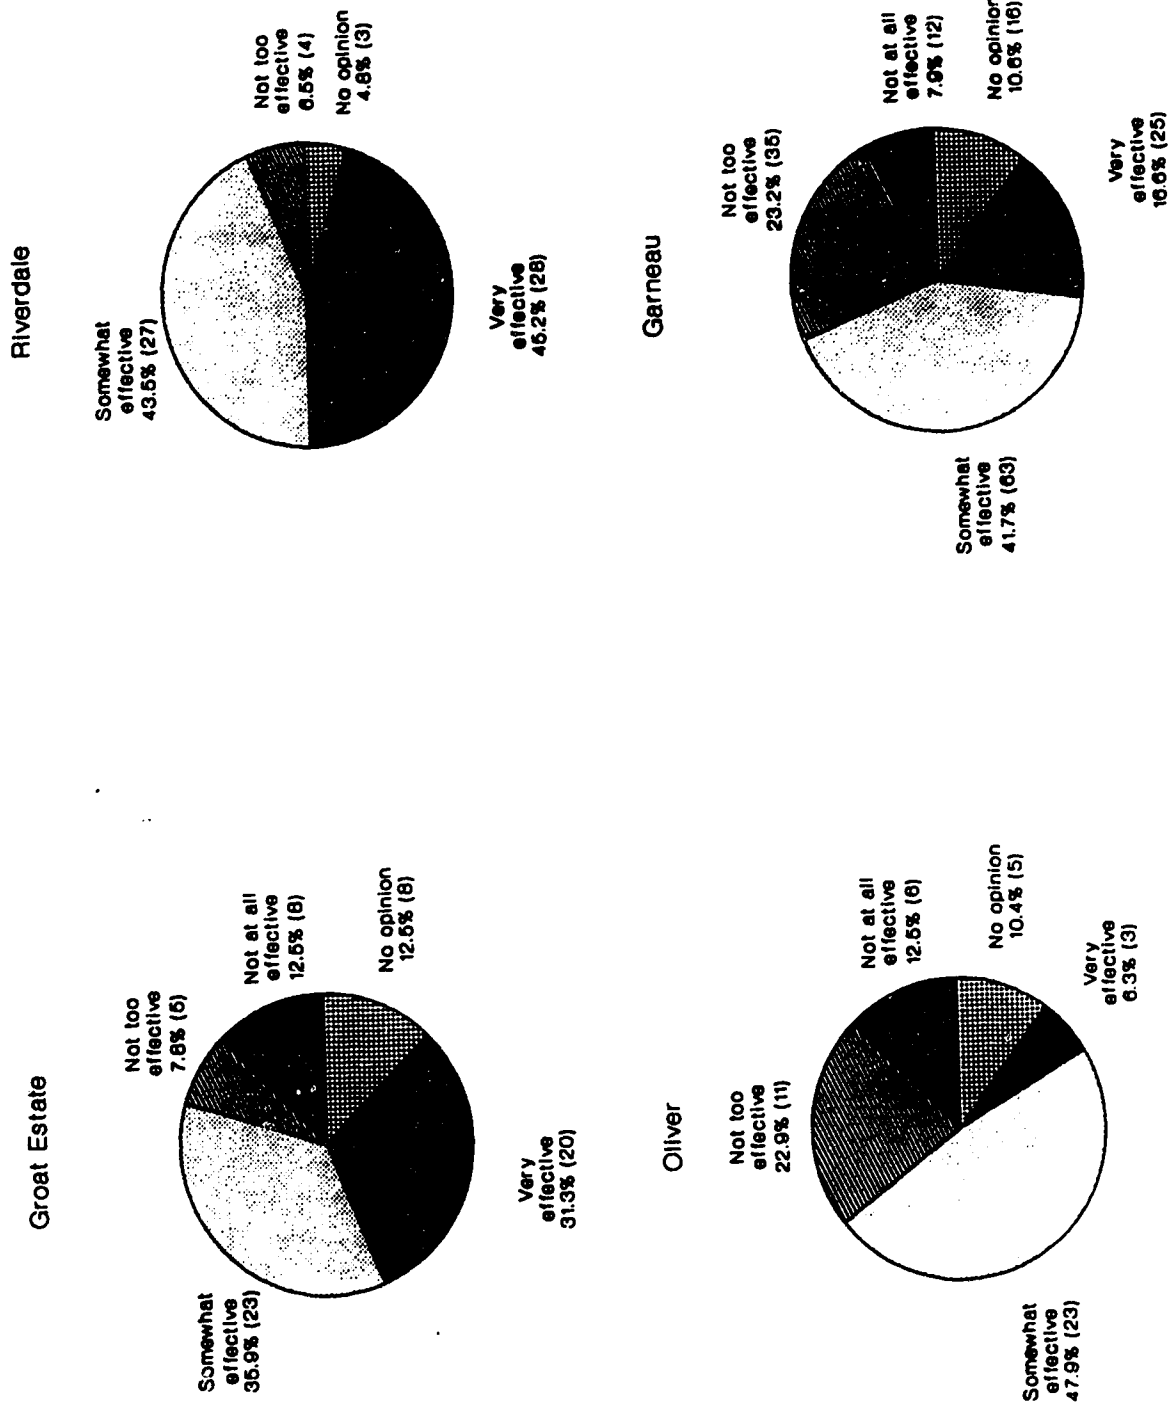 Groat Estate
Somewhat
effective
35.9% (23)
Not too
effective
7.8% (5)
Not at all
effective
12.5% (8)
No opinion
12.5% (8)
Very
effective
31.3% (20)
Riverdale
Somewhat
effective
43.5% (27)
Not too
effective
6.5% (4)
No opinion
4.8% (3)
Very
effective
45.2% (28)
Oliver
Not too
effective
22.9% (11)
Not at all
effective
12.5% (6)
No opinion
10.4% (5)
Very
effective
6.3% (3)
Somewhat
effective
47.9% (23)
Garneau
Not too
effective
23.2% (35)
Not at all
effective
7.9% (12)
No opinion
10.6% (16)
Very
effective
16.6% (25)
Somewhat
effective
41.7% (63)